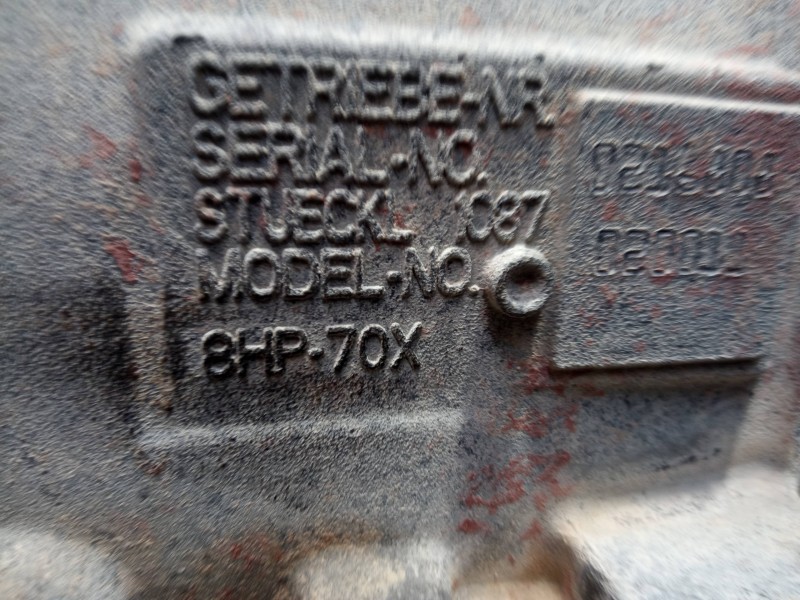 GETRIEBE-NR.
SERIAL-NO.
STUECKL. 1087
MODEL-NO.
8HP-70X